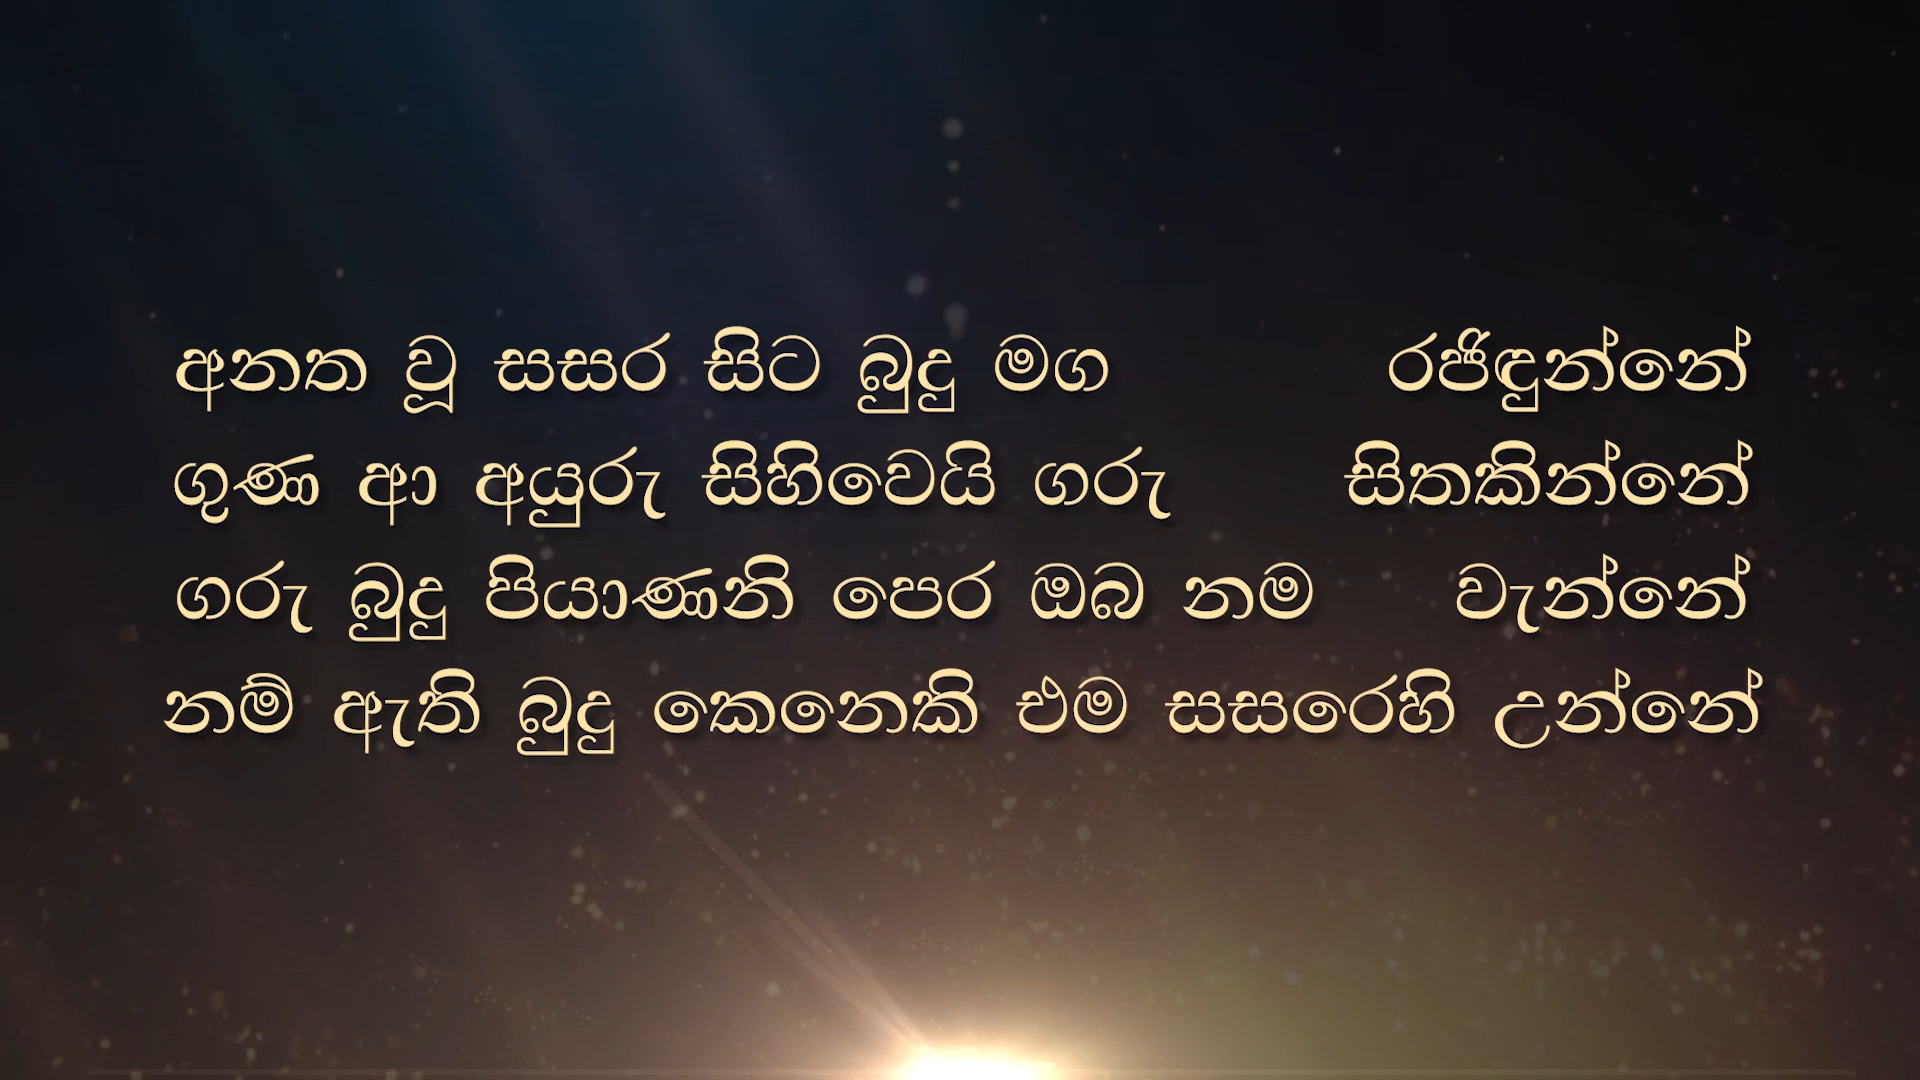 අනත වූ සසර සිට බුදු මග රජිඳුන්නේ
ගුණ ආ අයුරු සිහිවෙයි ගරු සිතකින්නේ
ගරු බුදු පියාණනි පෙර ඔබ නම වැන්නේ
නම් ඇති බුදු කෙනෙකි එම සසරෙහි උන්නේ